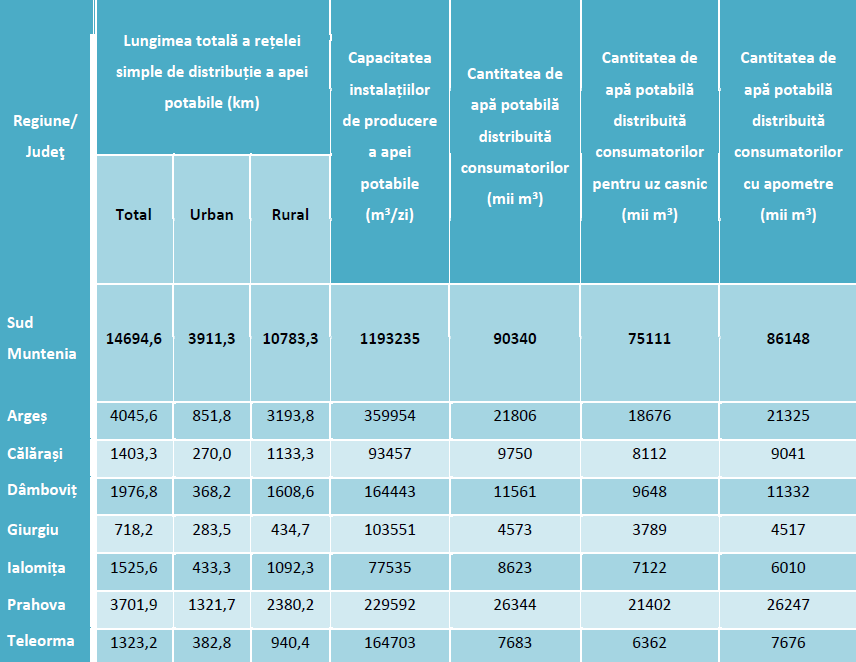 Regiune/
Judeţ
Lungimea totală a rețelei
simple de distribuție a apei
potabile (km)
Capacitatea
instalațiilor
de producere
a apei
potabile
(m³/zi)
Cantitatea de
apă potabilă
distribuită
consumatorilor
(mii m³)
Cantitatea de
apă potabilă
distribuită
consumatorilor
pentru uz casnic
(mii m³)
Cantitatea de
apă potabilă
distribuită
consumatorilor
cu apometre
(mii m³)
Total Urban Rural
Sud
Muntenia
14694,6 3911,3 10783,3 1193235 90340 75111 86148
Argeș 4045,6 851,8 3193,8 359954 21806 18676 21325
Călărași 1403,3 270,0 1133,3 93457 9750 8112 9041
Dâmboviț 1976,8 368,2 1608,6 164443 11561 9648 11332
Giurgiu 718,2 283,5 434,7 103551 4573 3789 4517
Ialomița 1525,6 433,3 1092,3 77535 8623 7122 6010
Prahova 3701,9 1321,7 2380,2 229592 26344 21402 26247
Teleorma 1323,2 382,8 940,4 164703 7683 6362 7676